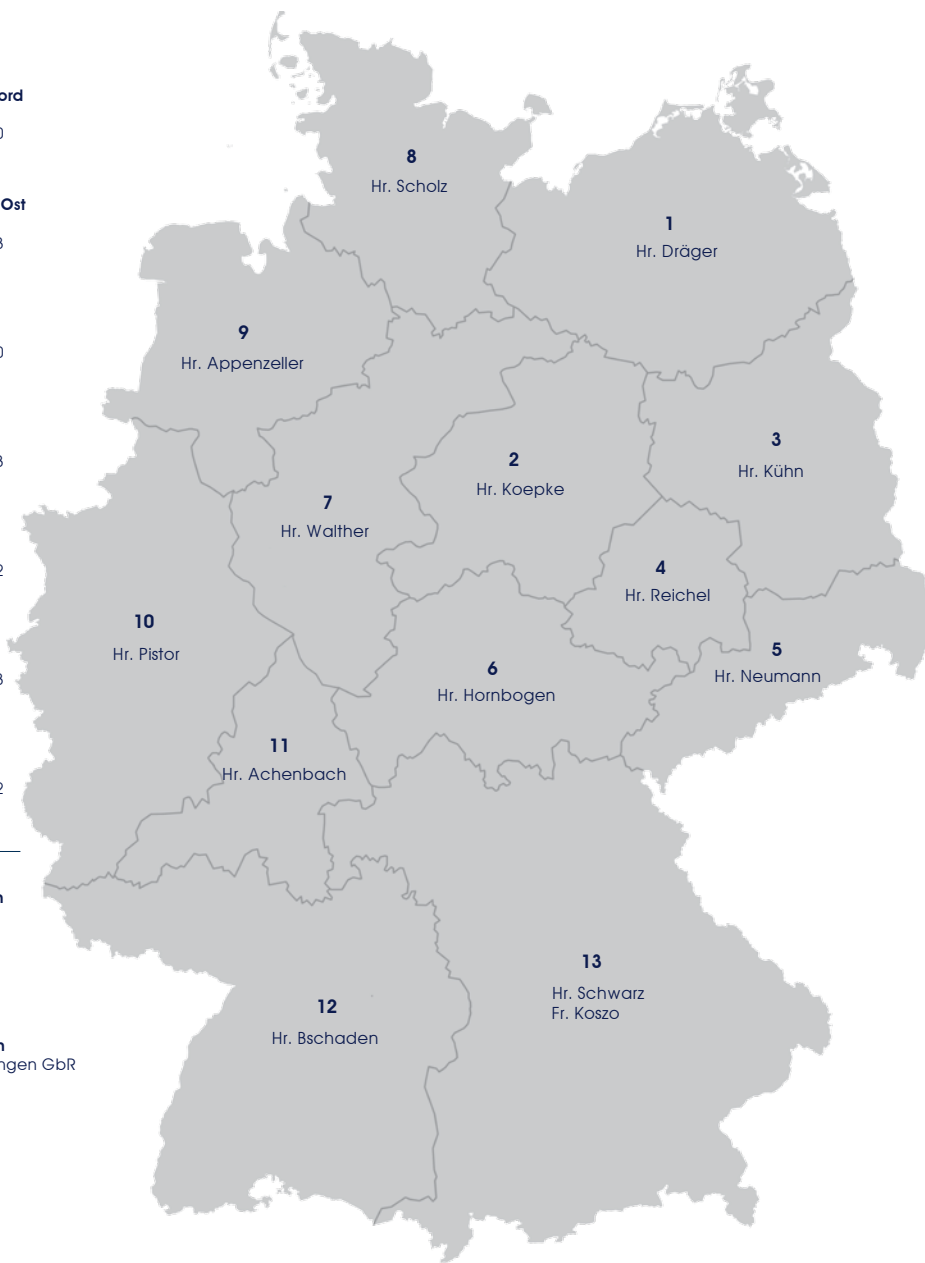 8
Hr. Scholz
1
Hr. Dräger
Ost
9
Hr. Appenzeller
2
Hr. Koepke
3
Hr. Kühn
7
Hr. Walther
4
Hr. Reichel
10
Hr. Pistor
5
Hr. Neumann
6
Hr. Hornbogen
11
Hr. Achenbach
13
Hr. Schwarz
Fr. Koszo
12
Hr. Bschaden
GbR